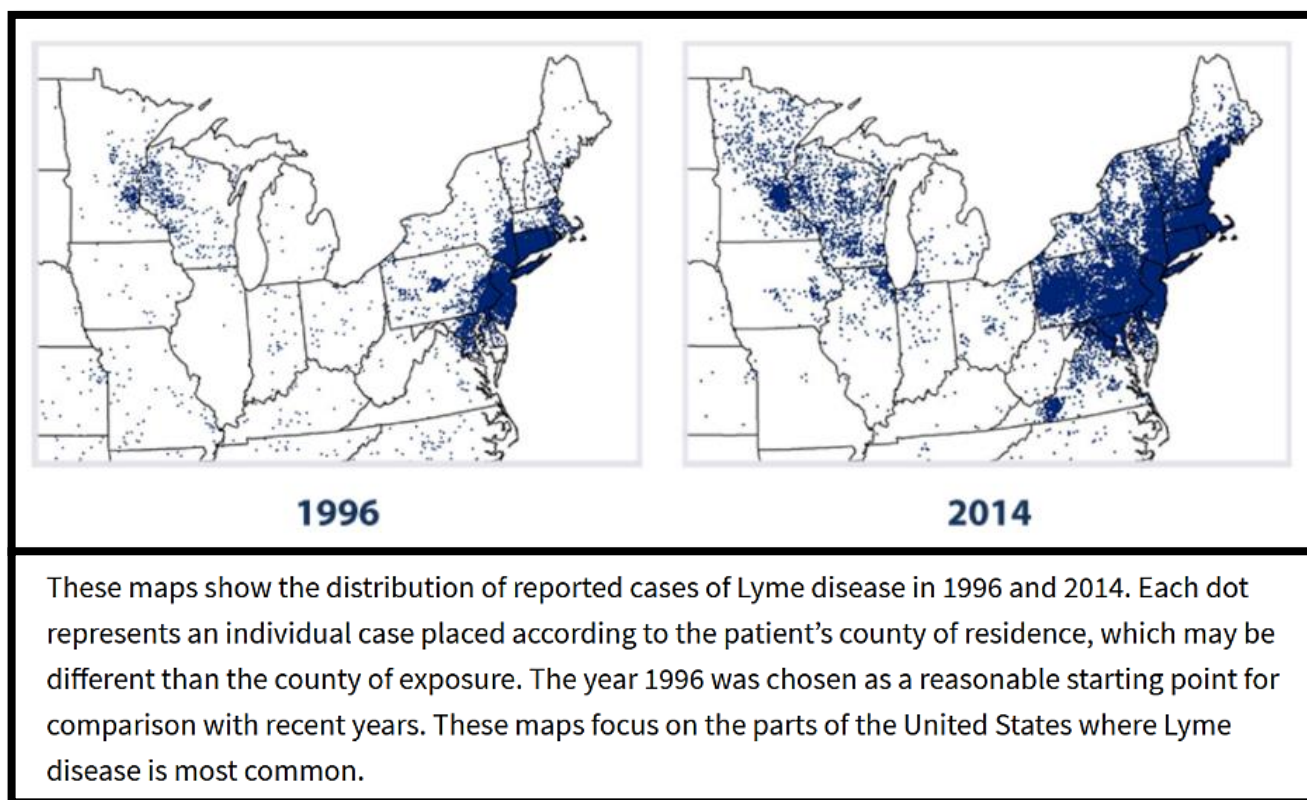 1996
2014
These maps show the distribution of reported cases of Lyme disease in 1996 and 2014. Each dot
represents an individual case placed according to the patient’s county of residence, which may be
different than the county of exposure. The year 1996 was chosen as a reasonable starting point for
comparison with recent years. These maps focus on the parts of the United States where Lyme
disease is most common.